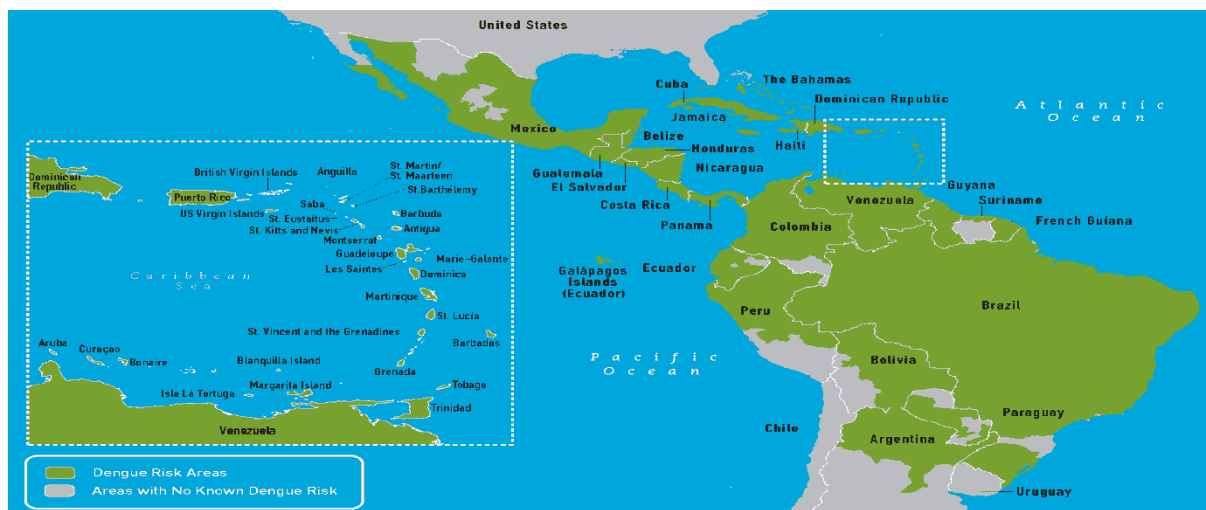 United States
Cuba
The Bahamas
Dominican Republic
Atlantic
Ocean
Jamaica
Mexico
Belize
Honduras
Haiti
Guatemala
Nicaragua
El Salvador
Guyana
Costa Rica
Venezuela
Suriname
Panama
French Guiana
Colombia
Galápagos
Islands
(Ecuador)
Ecuador
Brazil
Peru
Pacific
Ocean
Bolivia
Paraguay
Chile
Argentina
Uruguay
Dominican
Republic
British Virgin Islands
Anguilla
St. Martin/
St. Maarteen
St.Barthélemy
Puerto Rico
Saba
US Virgin Islands
St. Eustaitus
St. Kitts and Nevis
Barbuda
Antigua
Montserrat
Guadeloupe
Marie-Galante
Les Saintes
Caribbean
Sea
Dominica
Martinique
St. Lucia
St. Vincent and the Grenadines
Barbados
Aruba
Curaçao
Bonaire
Blanquilla Island
Grenada
Isla La Tortuga
Margarita Island
Tobago
Trinidad
Venezuela
Dengue Risk Areas
Areas with No Known Dengue Risk